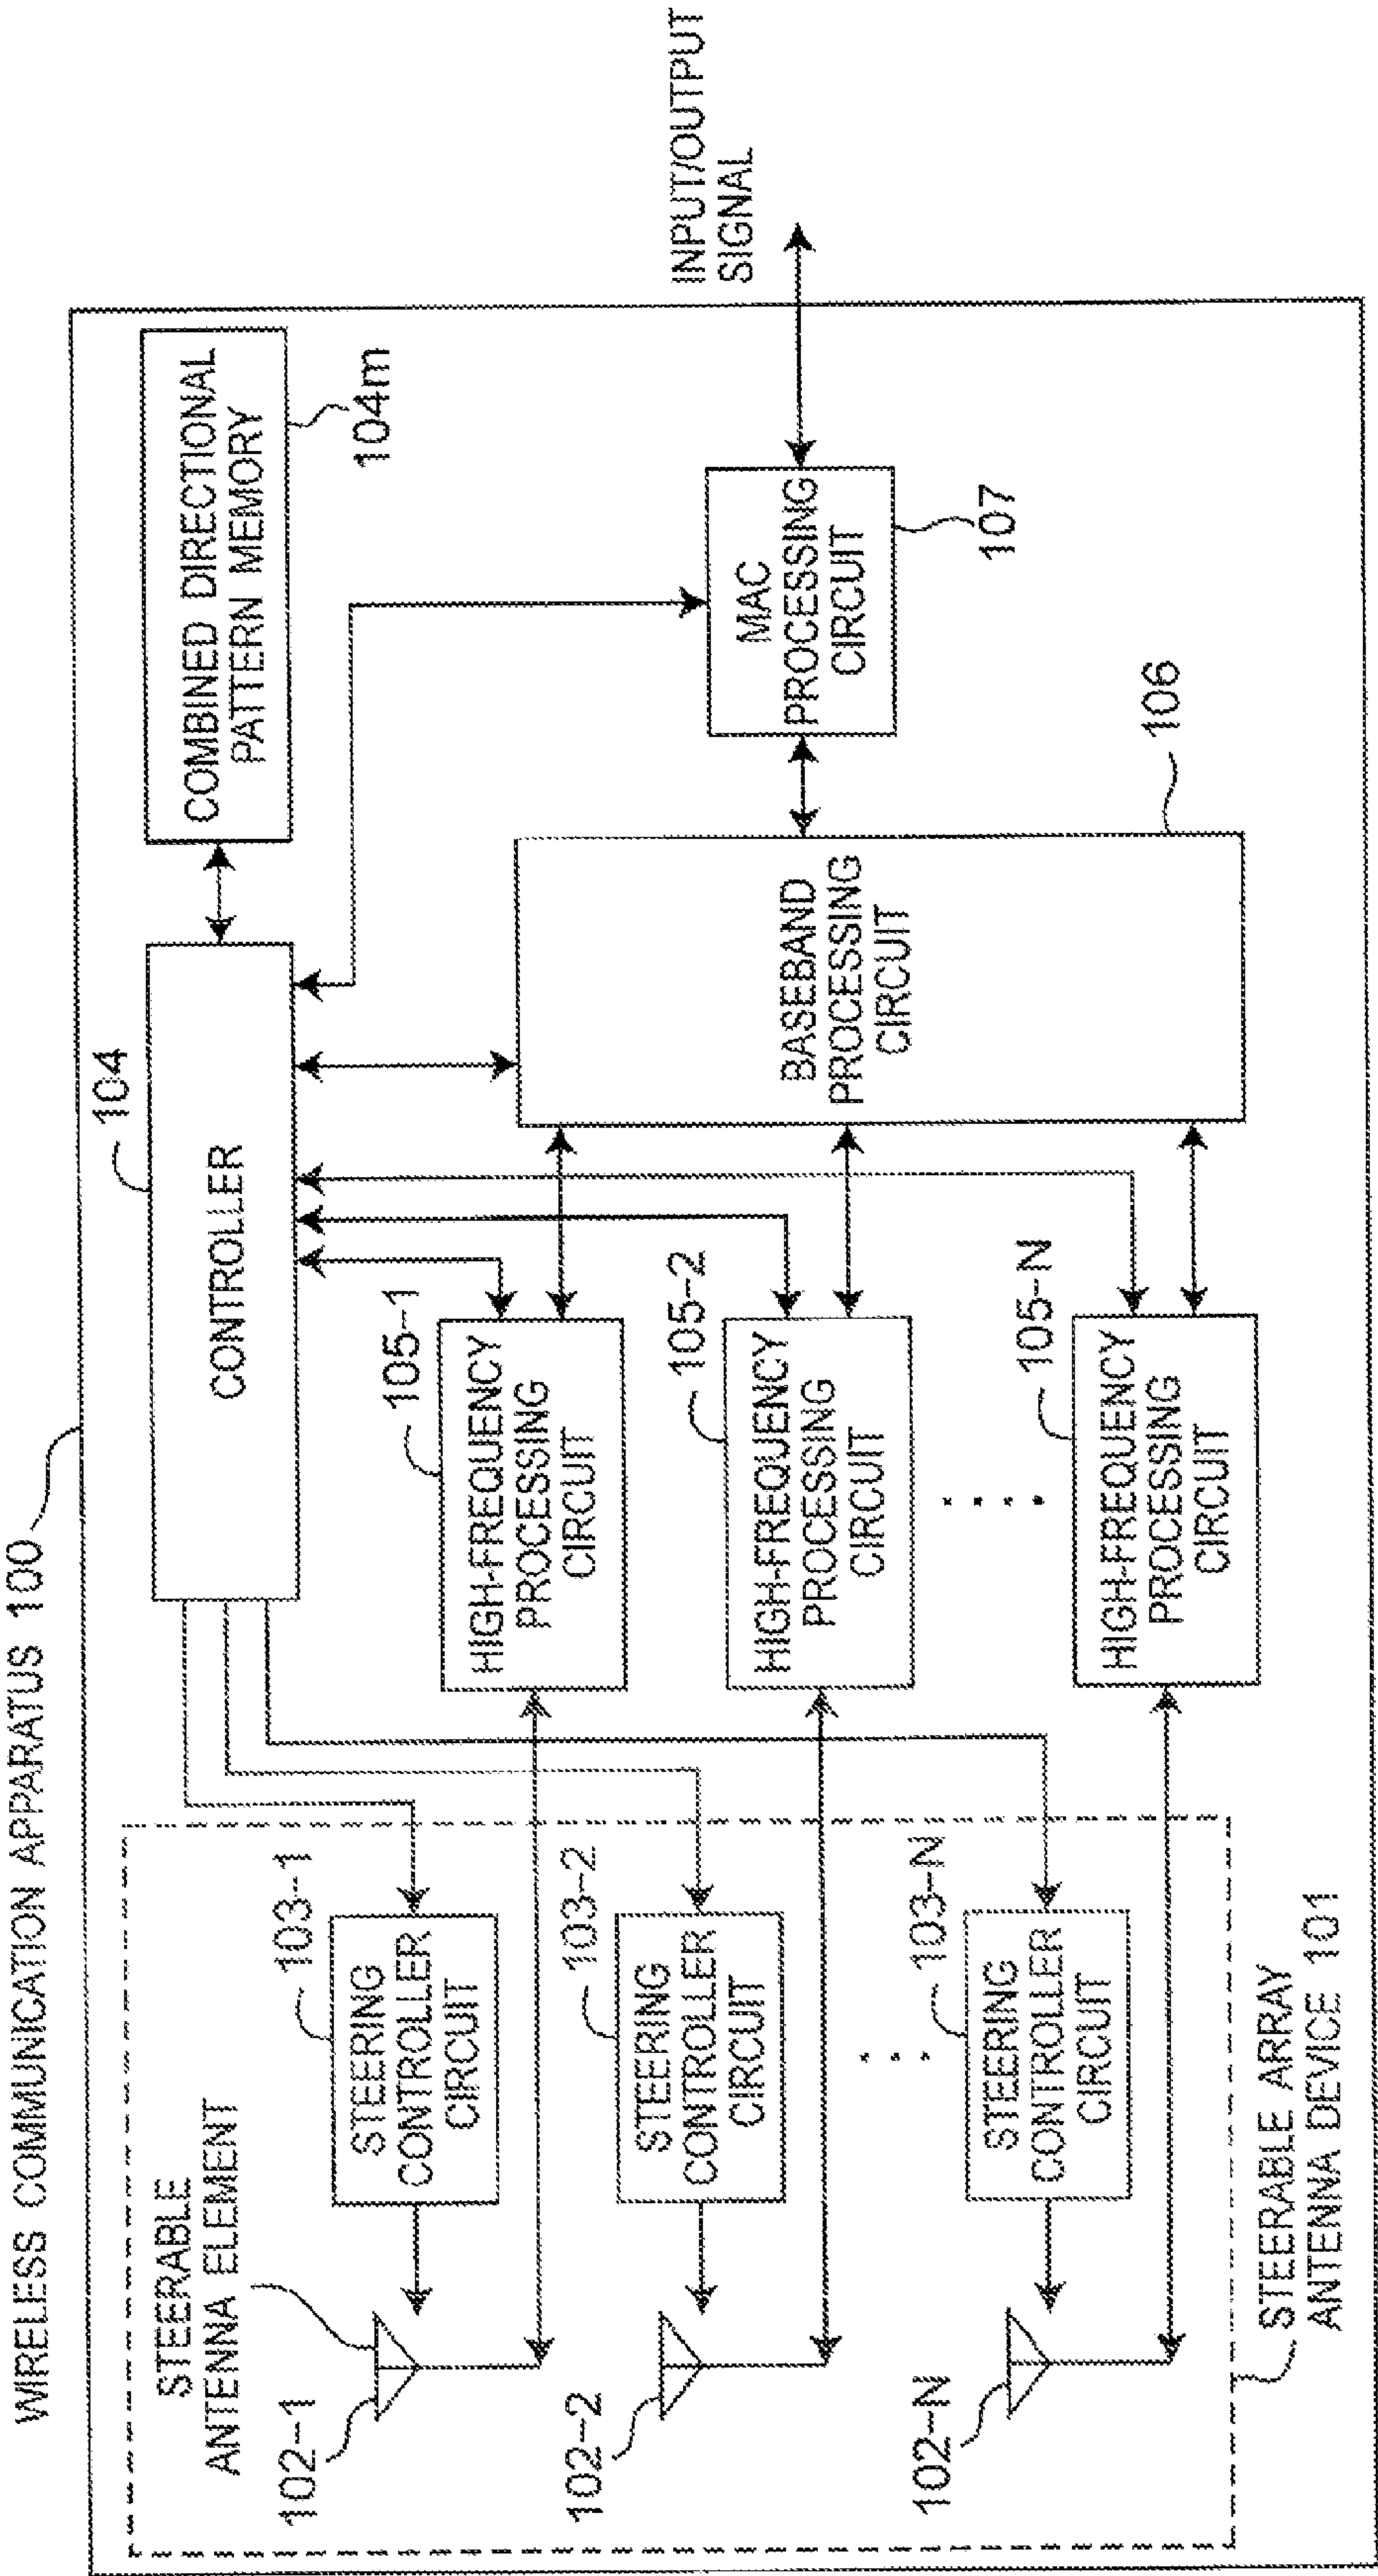 WIRELESS COMMUNICATION APPARATUS 100
STEERABLE
ANTENNA ELEMENT
102-1
103-1
STEERING
CONTROLLER
CIRCUIT
102-2
103-2
STEERING
CONTROLLER
CIRCUIT
102-N
103-N
STEERING
CONTROLLER
CIRCUIT
STEERABLE ARRAY
ANTENNA DEVICE 101
104
CONTROLLER
COMBINED DIRECTIONAL
PATTERN MEMORY
104m
105-1
HIGH-FREQUENCY
PROCESSING
CIRCUIT
105-2
HIGH-FREQUENCY
PROCESSING
CIRCUIT
105-N
HIGH-FREQUENCY
PROCESSING
CIRCUIT
BASEBAND
PROCESSING
CIRCUIT
106
MAC
PROCESSING
CIRCUIT
107
INPUT/OUTPUT
SIGNAL